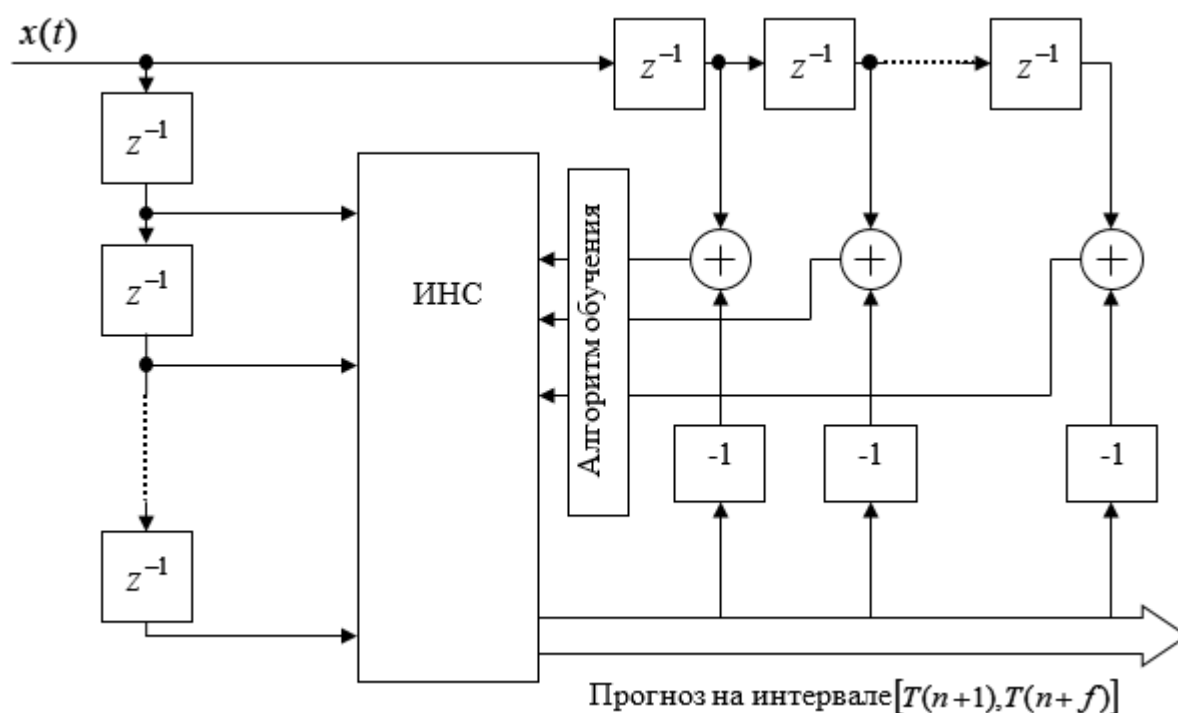 x(t)
z⁻¹ z⁻¹ z⁻¹
z⁻¹
z⁻¹
z⁻¹
ИНС
Алгоритм обучения
+ + +
-1 -1 -1
Прогноз на интервале [T(n+1),T(n+ f)]